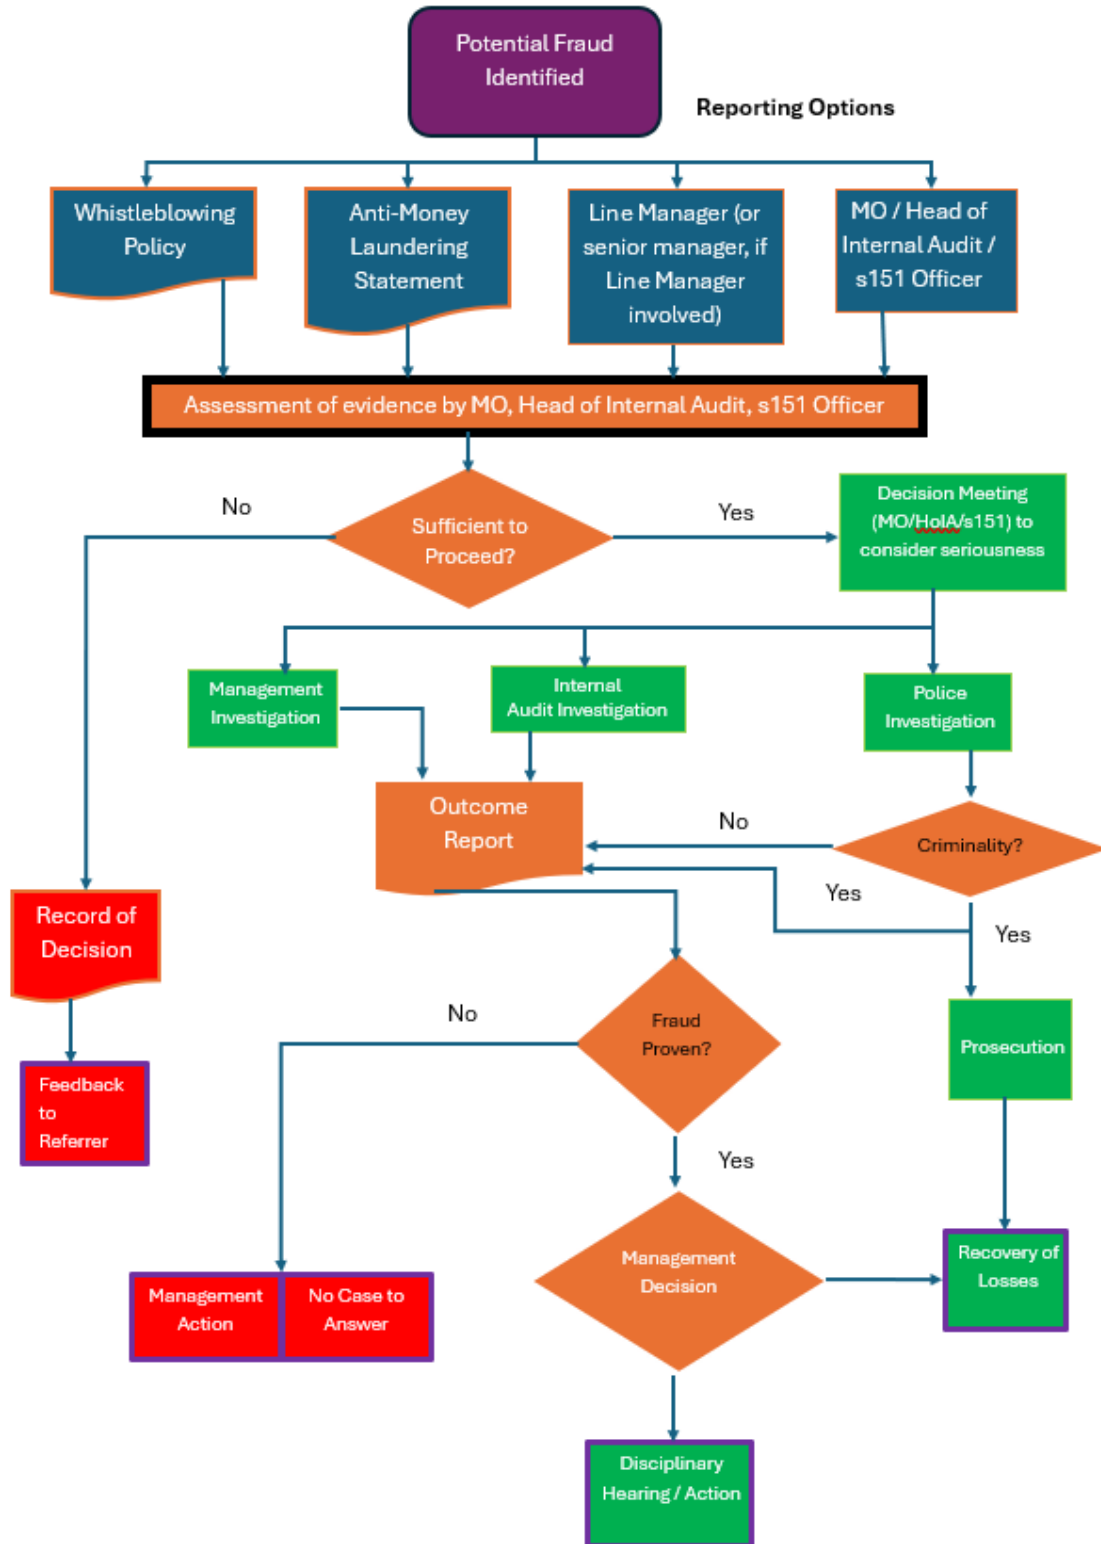 Potential Fraud
Identified
Reporting Options
Whistleblowing
Policy
Anti-Money
Laundering
Statement
Line Manager (or
senior manager, if
Line Manager
involved)
MO / Head of
Internal Audit /
s151 Officer
Assessment of evidence by MO, Head of Internal Audit, s151 Officer
No
Sufficient to
Proceed?
Yes
Decision Meeting
(MO/HoIA/s151) to
consider seriousness
Management
Investigation
Internal
Audit Investigation
Police
Investigation
Outcome
Report
No
Criminality?
Yes
Yes
Record of
Decision
No
Fraud
Proven?
Prosecution
Feedback
to
Referrer
Yes
Management
Decision
Recovery of
Losses
Management
Action
No Case to
Answer
Disciplinary
Hearing / Action